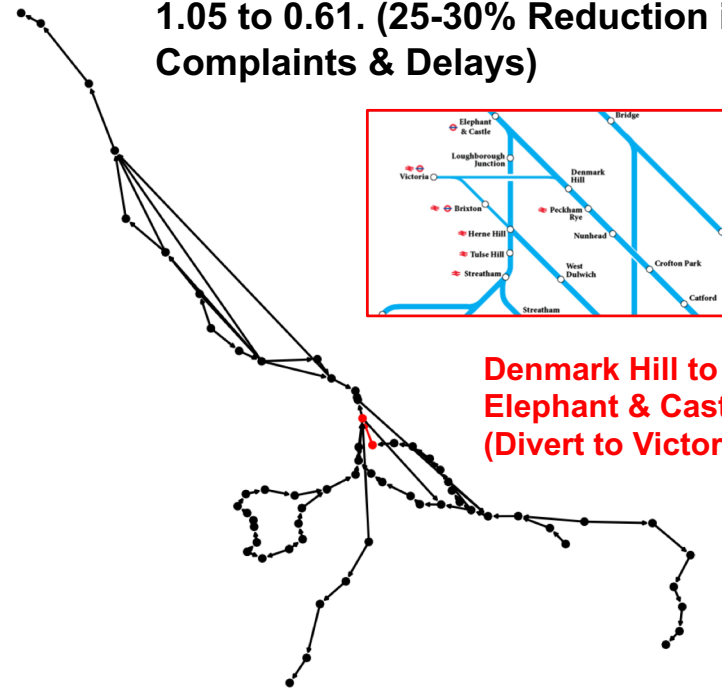 1.05 to 0.61. (25-30% Reduction
Complaints & Delays)
Elephant
& Castle
Bridge
Loughborough
Junction
Victoria
Denmark
Hill
Brixton
Peckham
Rye
Herne Hill
Nunhead
Tulse Hill
Crofton Park
Streatham
West
Dulwich
Catford
Streatham
Denmark Hill to
Elephant & Cast
(Divert to Victor